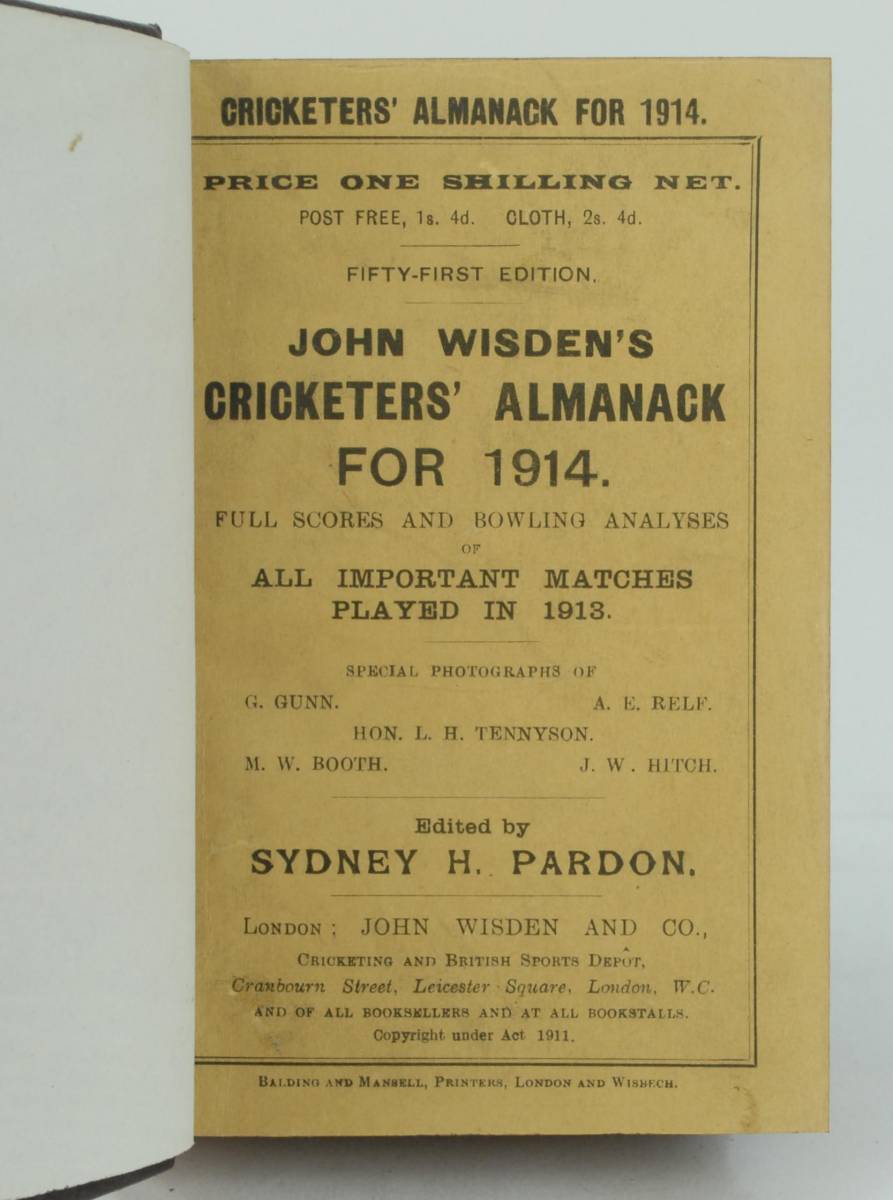 CRICKETERS' ALMANACK FOR 1914.
PRICE ONE SHILLING NET.
POST FREE, 1s. 4d. CLOTH, 2s. 4d.
FIFTY-FIRST EDITION.
JOHN WISDEN'S
CRICKETERS' ALMANACK
FOR 1914.
FULL SCORES AND BOWLING ANALYSES
OF
ALL IMPORTANT MATCHES
PLAYED IN 1913.
SPECIAL PHOTOGRAPHS OF
G. GUNN. A. E. RELF.
HON. L. H. TENNYSON.
M. W. BOOTH. J. W. HITCH.
Edited by
SYDNEY H. PARDON.
LONDON: JOHN WISDEN AND CO.,
CRICKETING AND BRITISH SPORTS DEPÔT,
Cranbourn Street, Leicester Square, London, W.C.
AND OF ALL BOOKSELLERS AND AT ALL BOOKSTALLS.
Copyright under Act 1911.
BALDING AND MANSELL, PRINTERS, LONDON AND WISBECH.